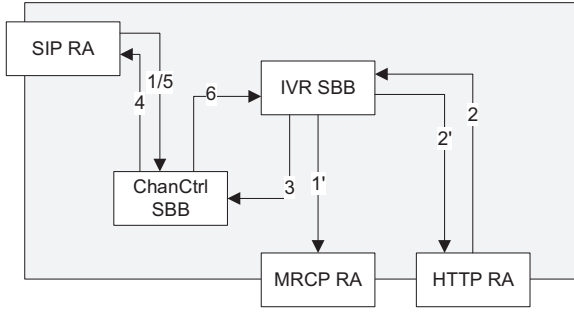 SIP RA
1/5
4
6
IVR SBB
2
2'
ChanCtrl
SBB
3
1'
MRCP RA
HTTP RA